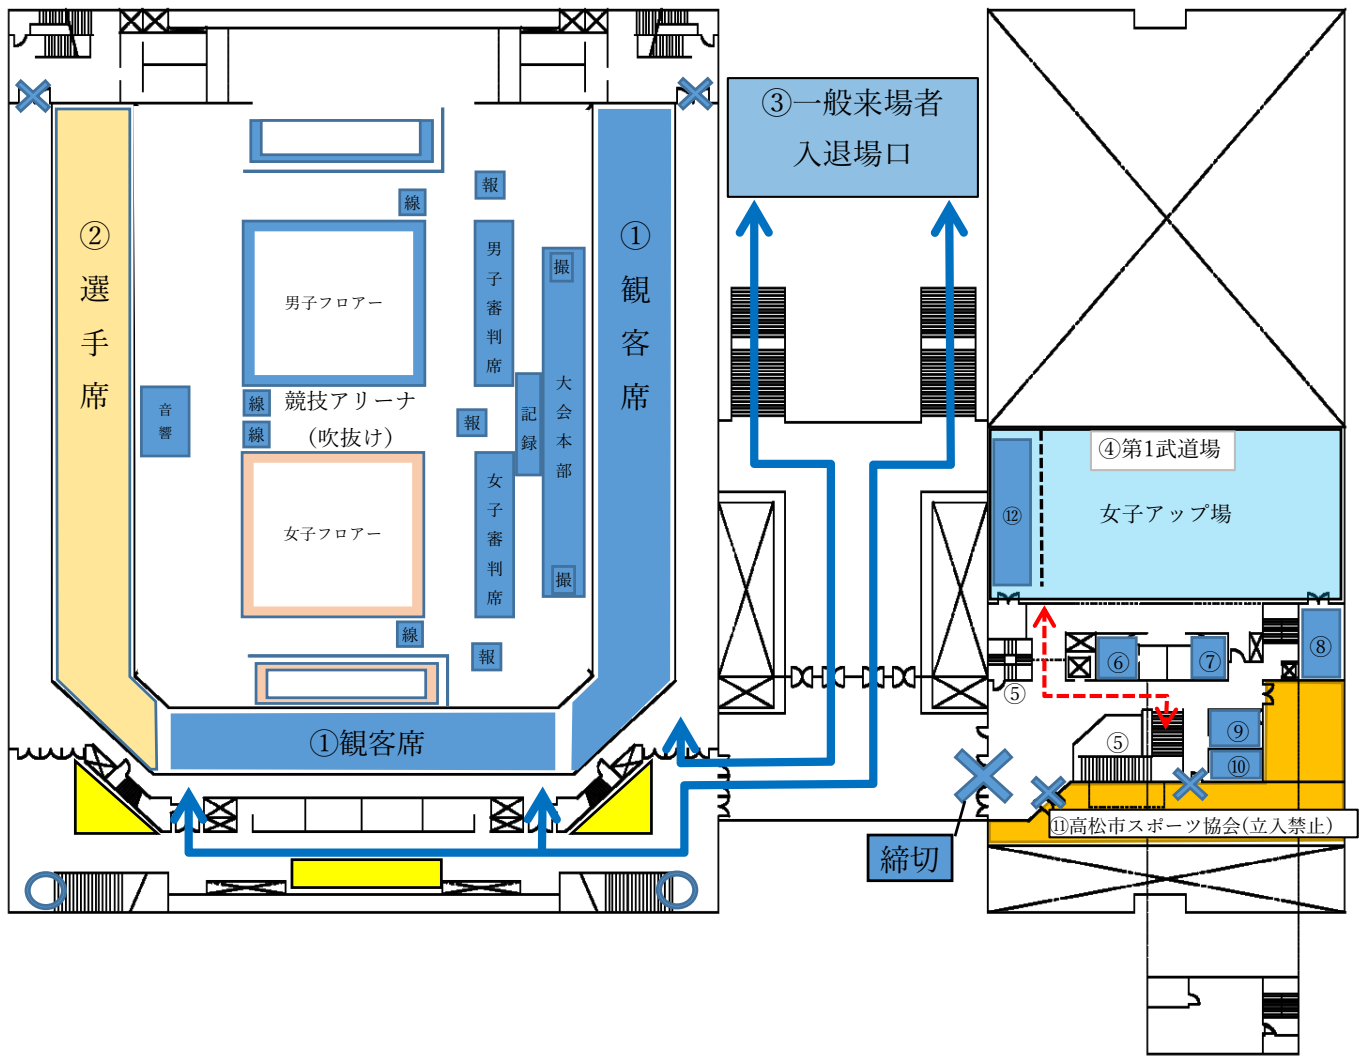 ③一般来場者
入退場口
②選手席
①観客席
①観客席
報
線
男子フロアー
男子審判席
撮
大会本部
撮
記録
音響
線
競技アリーナ
(吹抜け)
線
報
女子フロアー
女子審判席
線
報
④第1武道場
女子アップ場
⑫
⑤
⑥
⑦
⑧
⑤
⑨
⑩
⑪高松市スポーツ協会(立入禁止)
締切